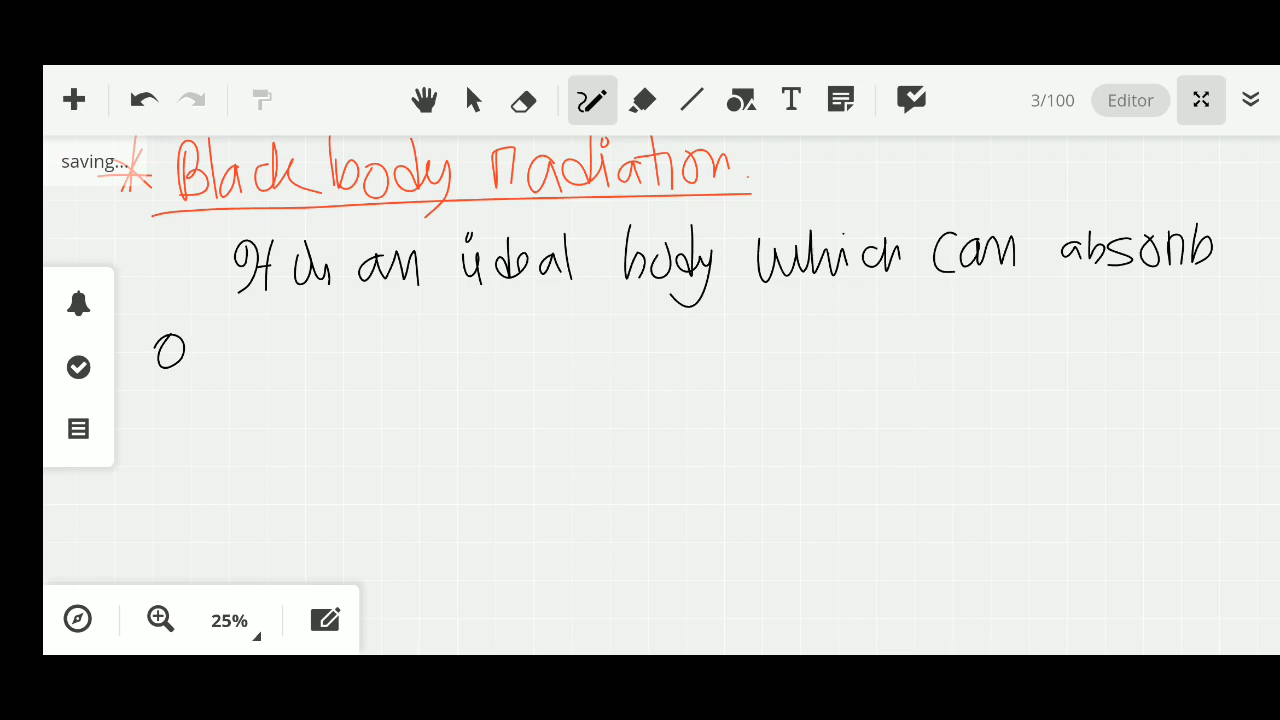 3/100 Editor
saving...
* Black body radiation.
It is an ideal body which can absorb
o
25%